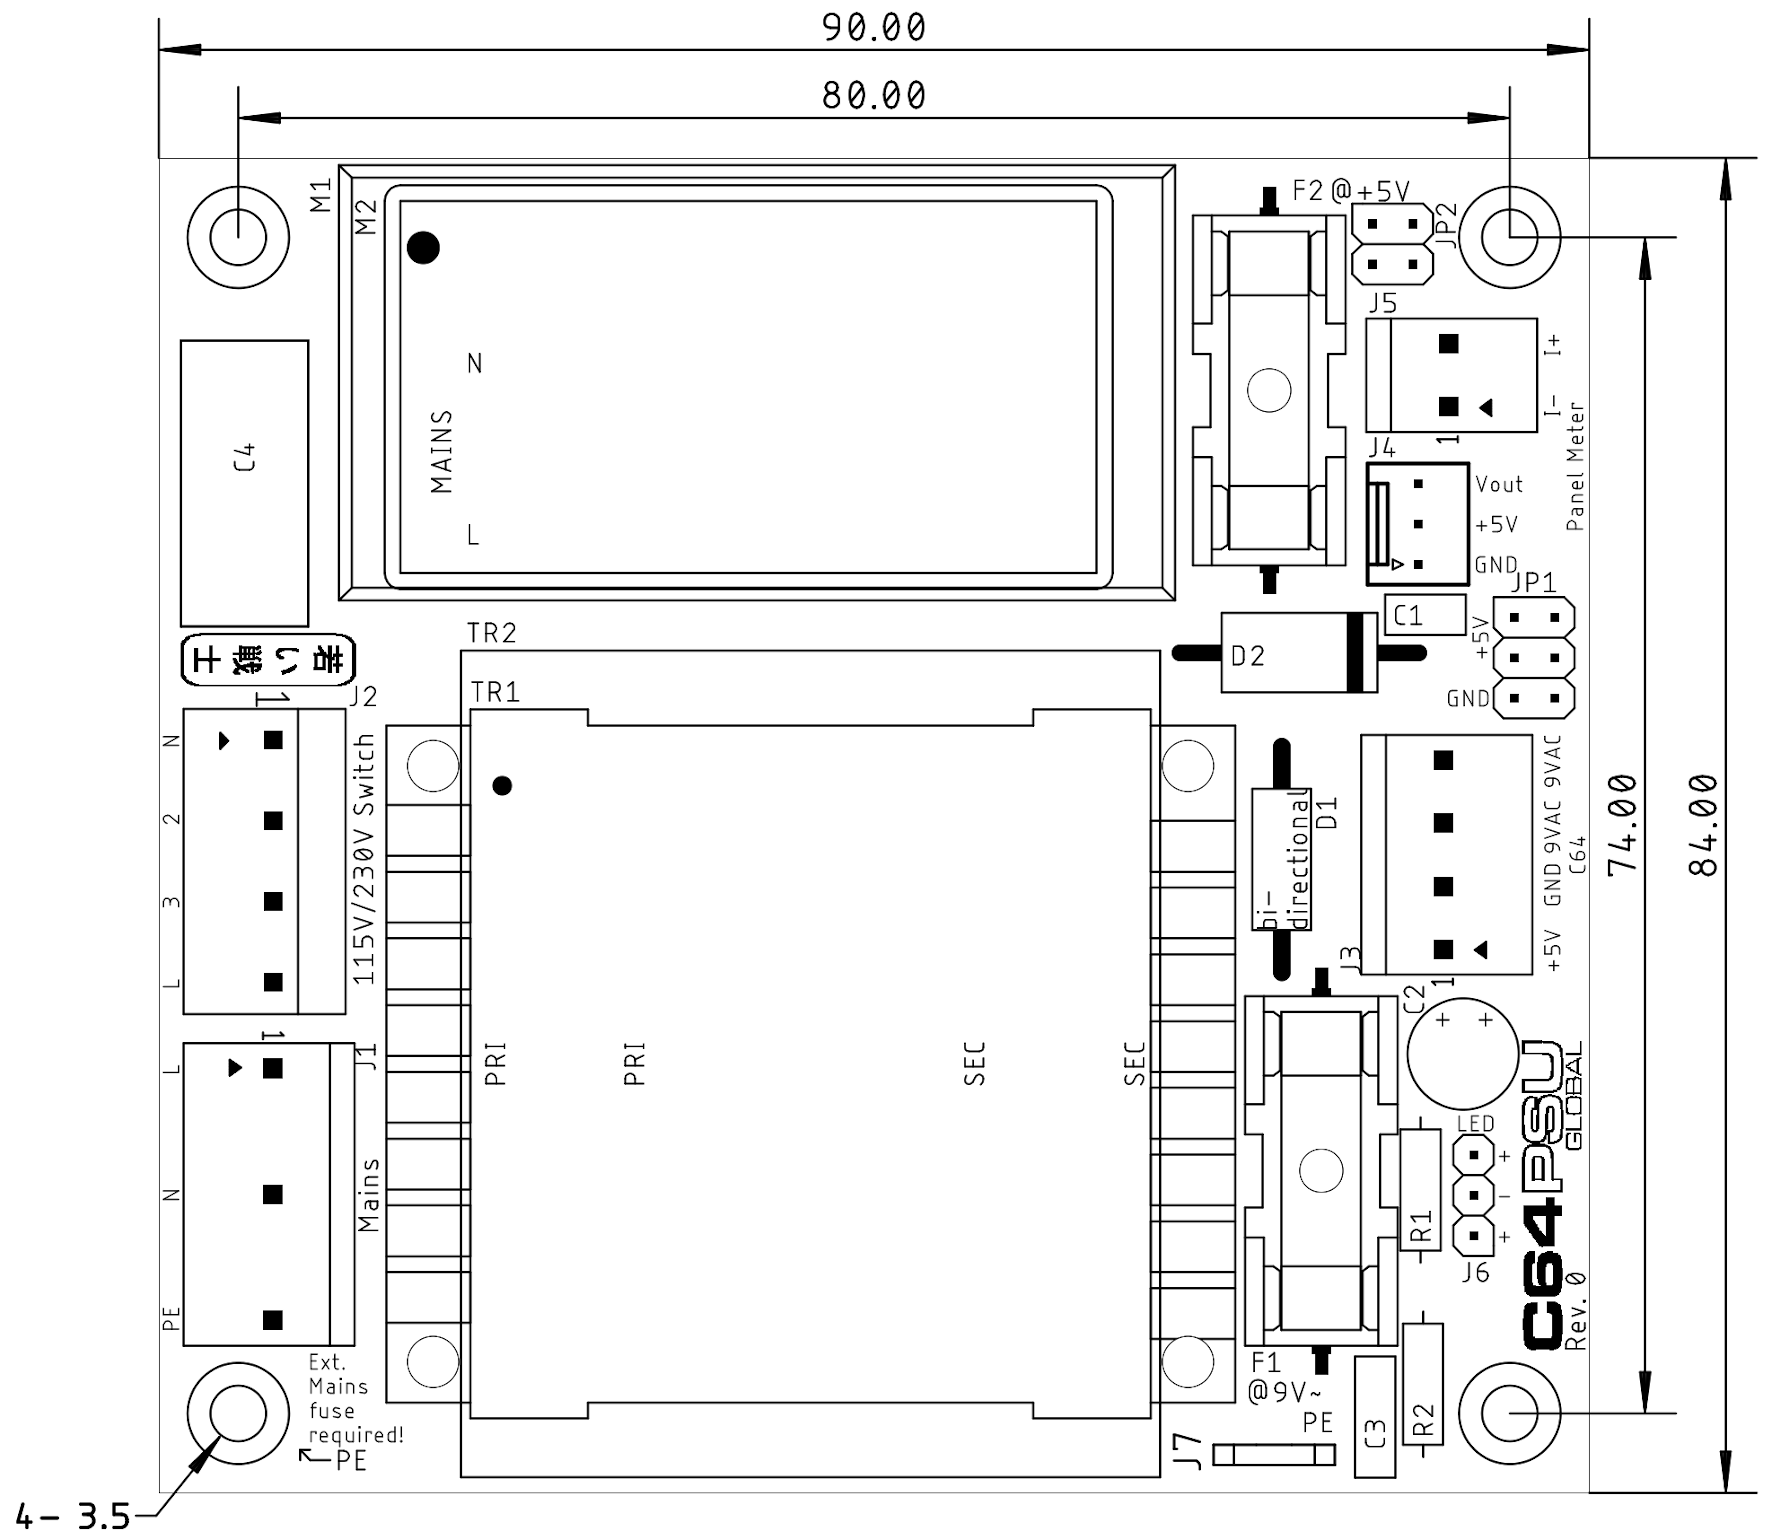 90.00
80.00
M1
M2
F2 @+5V
JP2
J5
N
MAINS
L
C4
I+
I-
1
Panel Meter
J4
Vout
+5V
GND
JP1
C1
+5V
GND
D2
TR2
TR1
若い戦士
1
J2
N
2
3
L
115V/230V Switch
bi-
directional
D1
+5V GND 9VAC 9VAC
C64
J3
1
74.00
84.00
C2
+ +
1
J1
L
N
PE
Mains
PRI
PRI
SEC
SEC
LED
+
-
+
J6
R1
C64PSU
GLOBAL
Rev. 0
F1
@9V~
PE
J7
C3
R2
Ext.
Mains
fuse
required!
PE
4- 3.5